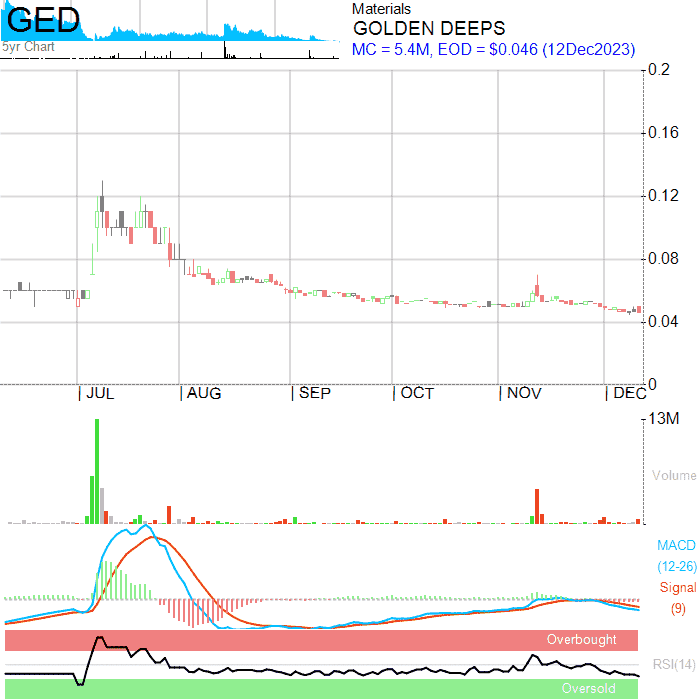 GED
5yr Chart
Materials
GOLDEN DEEPS
MC = 5.4M, EOD = $0.046 (12Dec2023)
0.2
0.16
0.12
0.08
0.04
0
JUL AUG SEP OCT NOV DEC
13M
Volume
MACD
(12-26)
Signal
(9)
Overbought
RSI(14)
Oversold